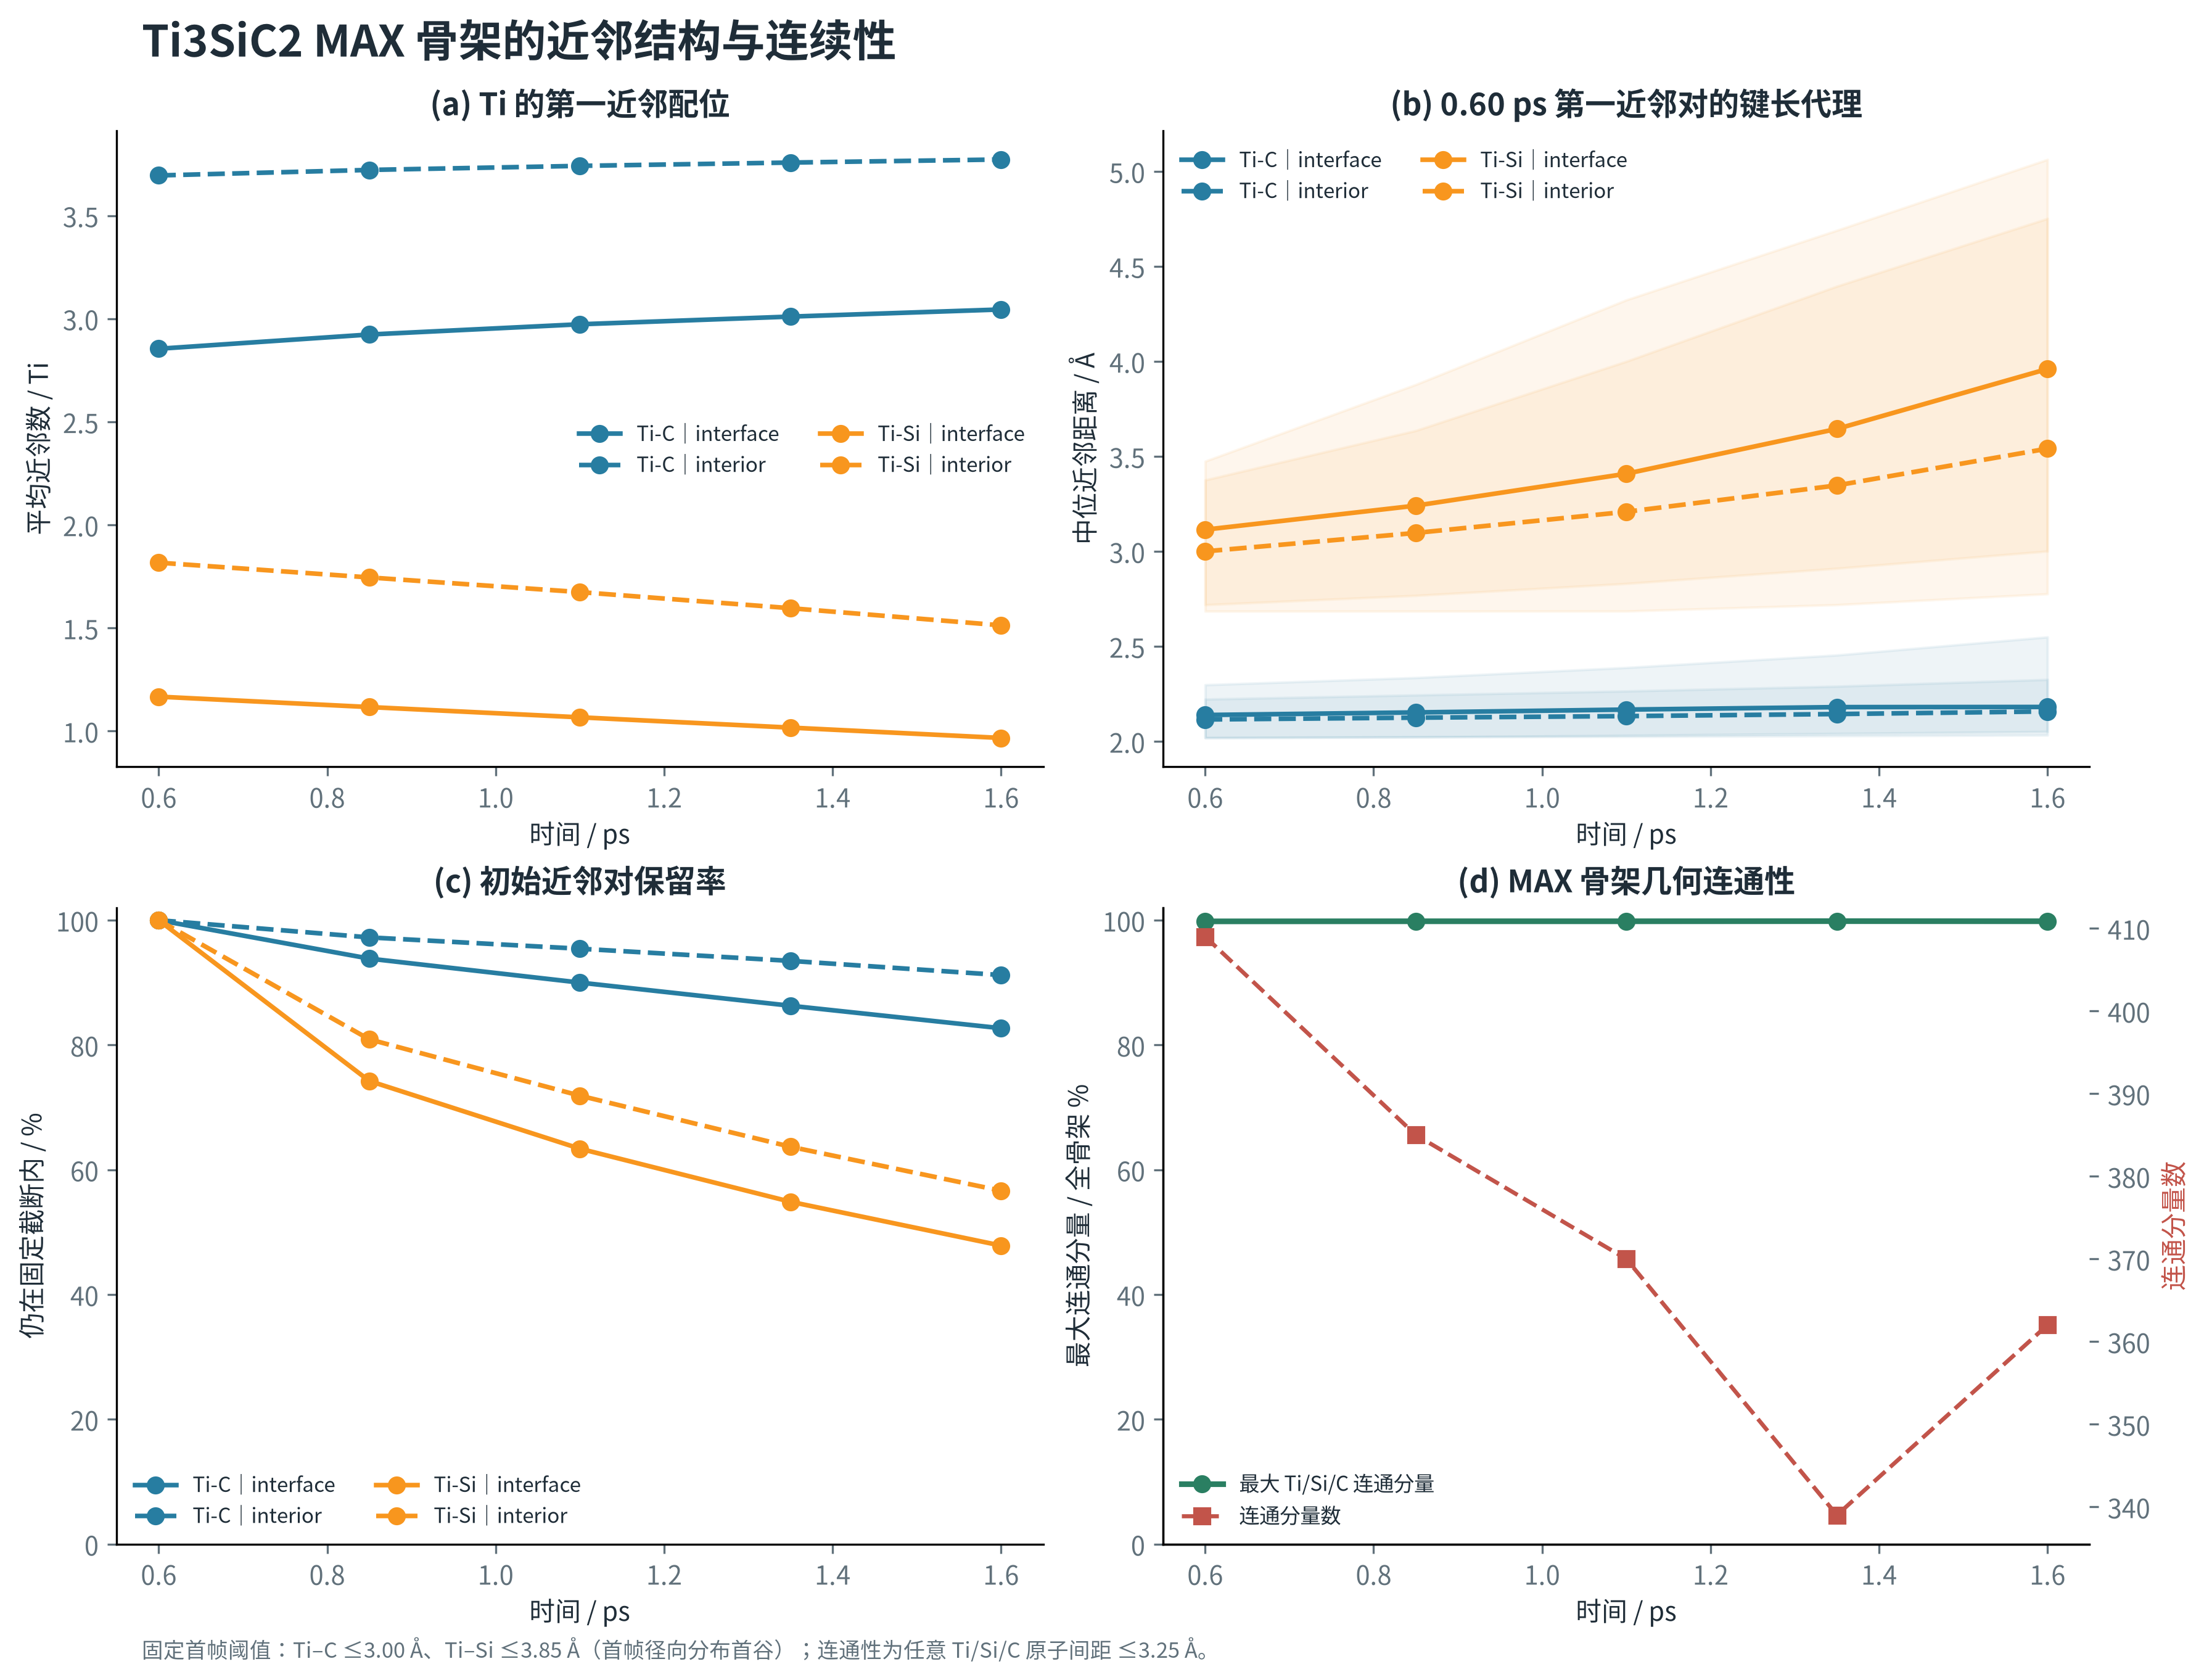 Ti3SiC2 MAX 骨架的近邻结构与连续性
(a) Ti 的第一近邻配位
平均近邻数 / Ti
3.5
3.0
2.5
2.0
1.5
1.0
Ti-C｜interface
Ti-C｜interior
Ti-Si｜interface
Ti-Si｜interior
0.6 0.8 1.0 1.2 1.4 1.6
时间 / ps
(b) 0.60 ps 第一近邻对的键长代理
中位近邻距离 / Å
5.0
4.5
4.0
3.5
3.0
2.5
2.0
Ti-C｜interface
Ti-C｜interior
Ti-Si｜interface
Ti-Si｜interior
0.6 0.8 1.0 1.2 1.4 1.6
时间 / ps
(c) 初始近邻对保留率
仍在固定截断内 / %
100
80
60
40
20
0
Ti-C｜interface
Ti-C｜interior
Ti-Si｜interface
Ti-Si｜interior
0.6 0.8 1.0 1.2 1.4 1.6
时间 / ps
(d) MAX 骨架几何连通性
最大连通分量 / 全骨架 %
100
80
60
40
20
0
最大 Ti/Si/C 连通分量
连通分量数
0.6 0.8 1.0 1.2 1.4 1.6
时间 / ps
410
400
390
380
370
360
350
340
连通分量数
固定首帧阈值：Ti–C ≤3.00 Å、Ti–Si ≤3.85 Å（首帧径向分布首谷）；连通性为任意 Ti/Si/C 原子间距 ≤3.25 Å。